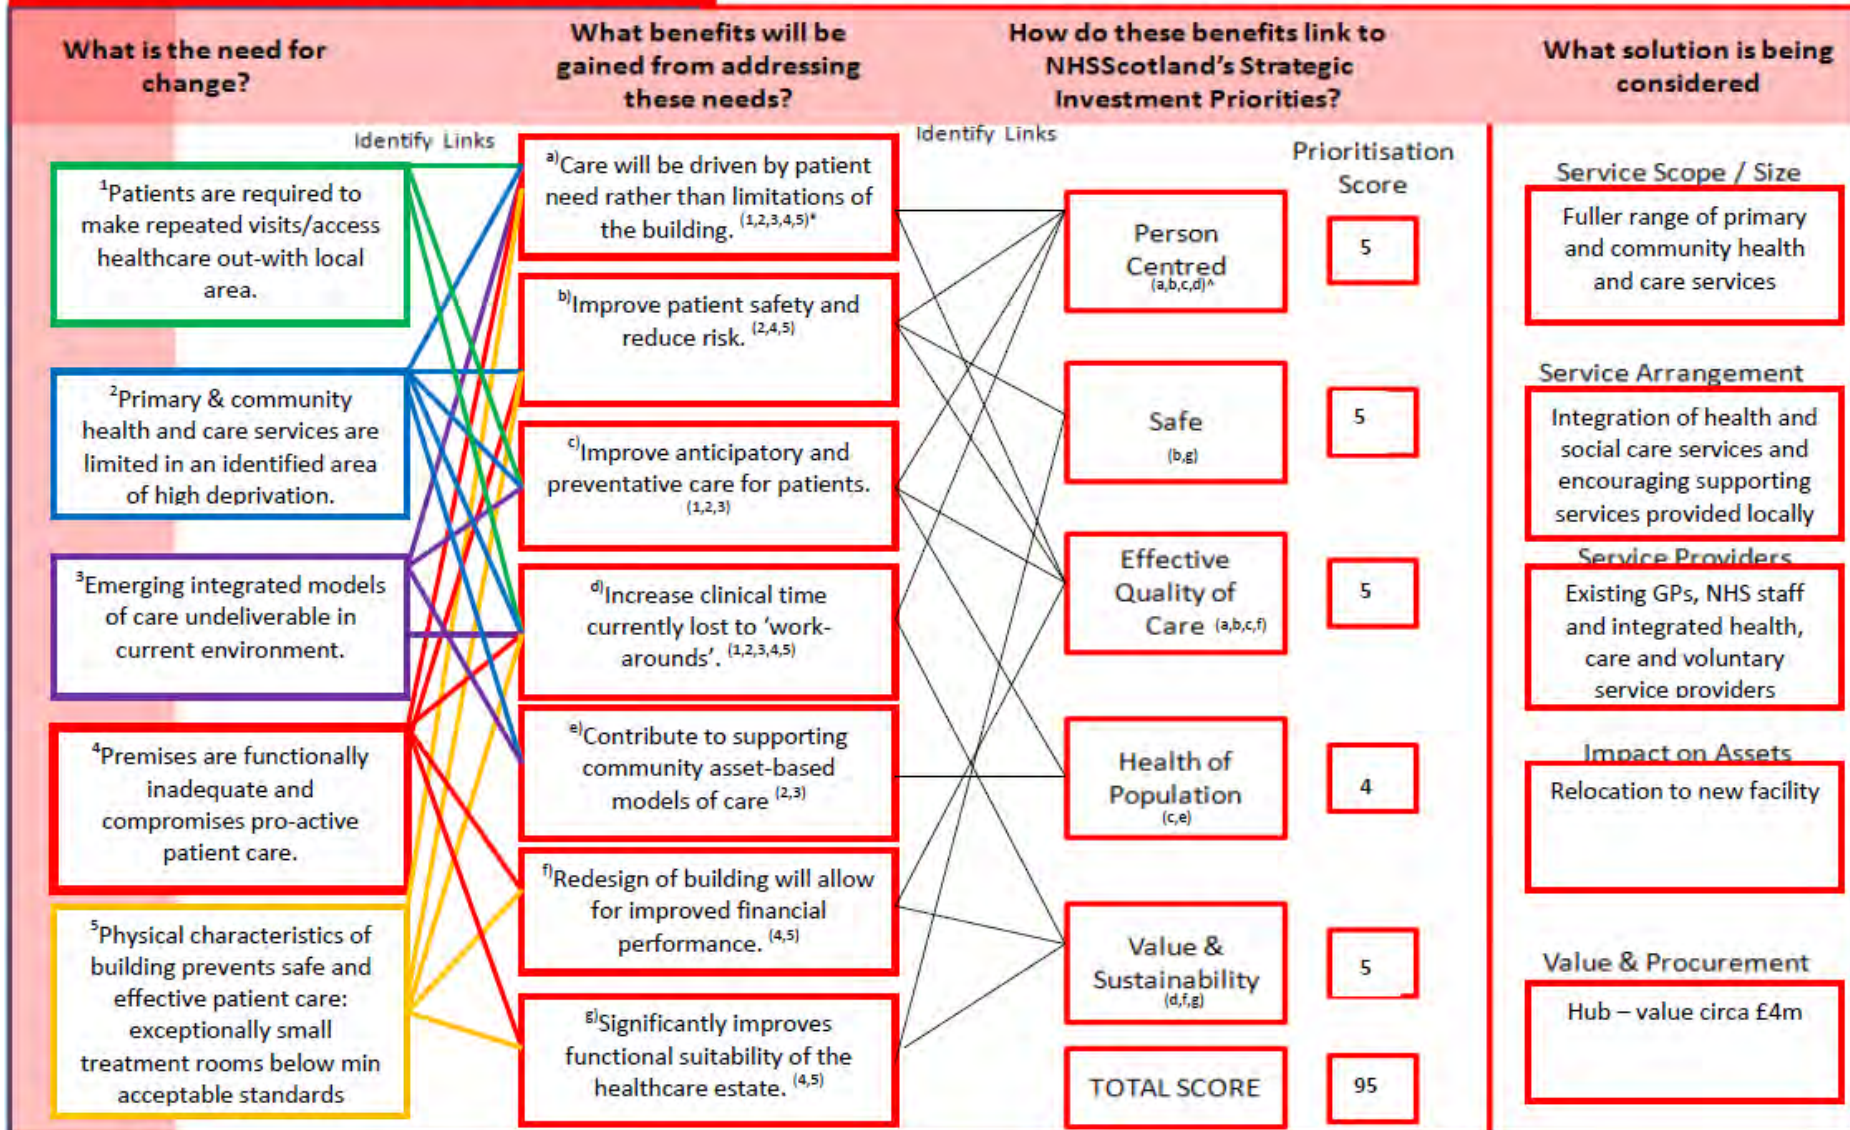 What is the need for
change?
What benefits will be
gained from addressing
these needs?
How do these benefits link to
NHSScotland's Strategic
Investment Priorities?
What solution is being
considered
Identify Links
1Patients are required to
make repeated visits/access
healthcare out-with local
area.
2Primary & community
health and care services are
limited in an identified area
of high deprivation.
3Emerging integrated models
of care undeliverable in
current environment.
4Premises are functionally
inadequate and
compromises pro-active
patient care.
5Physical characteristics of
building prevents safe and
effective patient care:
exceptionally small
treatment rooms below min
acceptable standards
a)Care will be driven by patient
need rather than limitations of
the building. (1,2,3,4,5)*
b)Improve patient safety and
reduce risk. (2,4,5)
c)Improve anticipatory and
preventative care for patients.
(1,2,3)
d)Increase clinical time
currently lost to ‘work-
arounds’. (1,2,3,4,5)
e)Contribute to supporting
community asset-based
models of care (2,3)
f)Redesign of building will allow
for improved financial
performance. (4,5)
g)Significantly improves
functional suitability of the
healthcare estate. (4,5)
Identify Links
Prioritisation
Score
Person
Centred
(a,b,c,d)^
5
Safe
(b,g)
5
Effective
Quality of
Care (a,b,c,f)
5
Health of
Population
(c,e)
4
Value &
Sustainability
(d,f,g)
5
TOTAL SCORE
95
Service Scope / Size
Fuller range of primary
and community health
and care services
Service Arrangement
Integration of health and
social care services and
encouraging supporting
services provided locally
Service Providers
Existing GPs, NHS staff
and integrated health,
care and voluntary
service providers
Impact on Assets
Relocation to new facility
Value & Procurement
Hub – value circa £4m